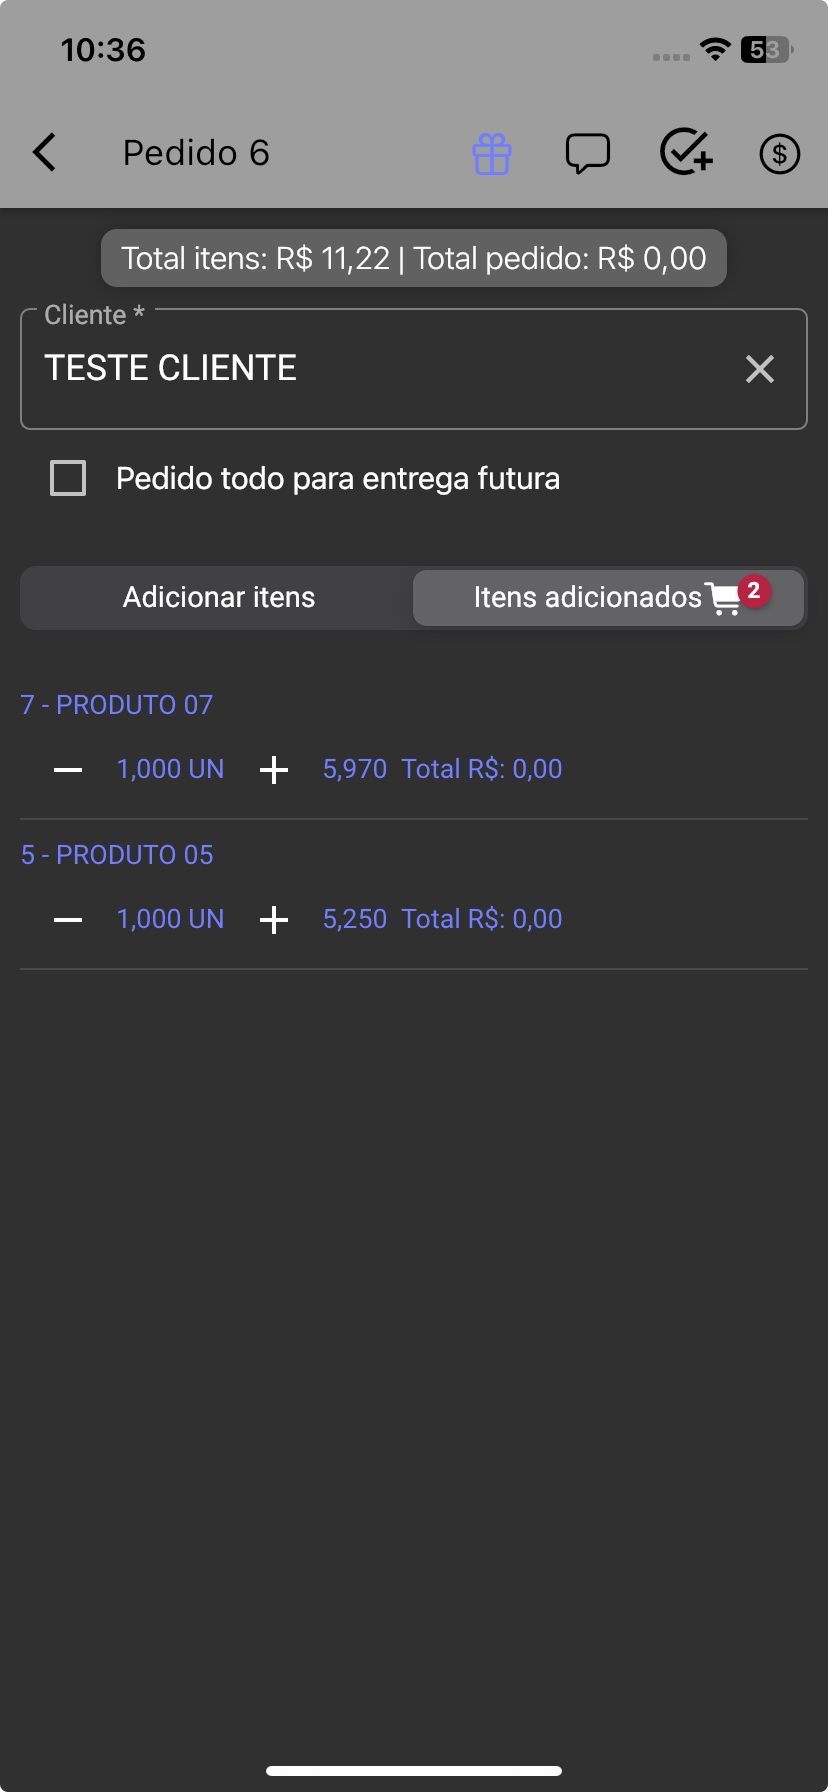 10:36
53
Pedido 6
Total itens: R$ 11,22 | Total pedido: R$ 0,00
Cliente *
TESTE CLIENTE
Pedido todo para entrega futura
Adicionar itens
Itens adicionados 2
7 - PRODUTO 07
1,000 UN 5,970 Total R$: 0,00
5 - PRODUTO 05
1,000 UN 5,250 Total R$: 0,00